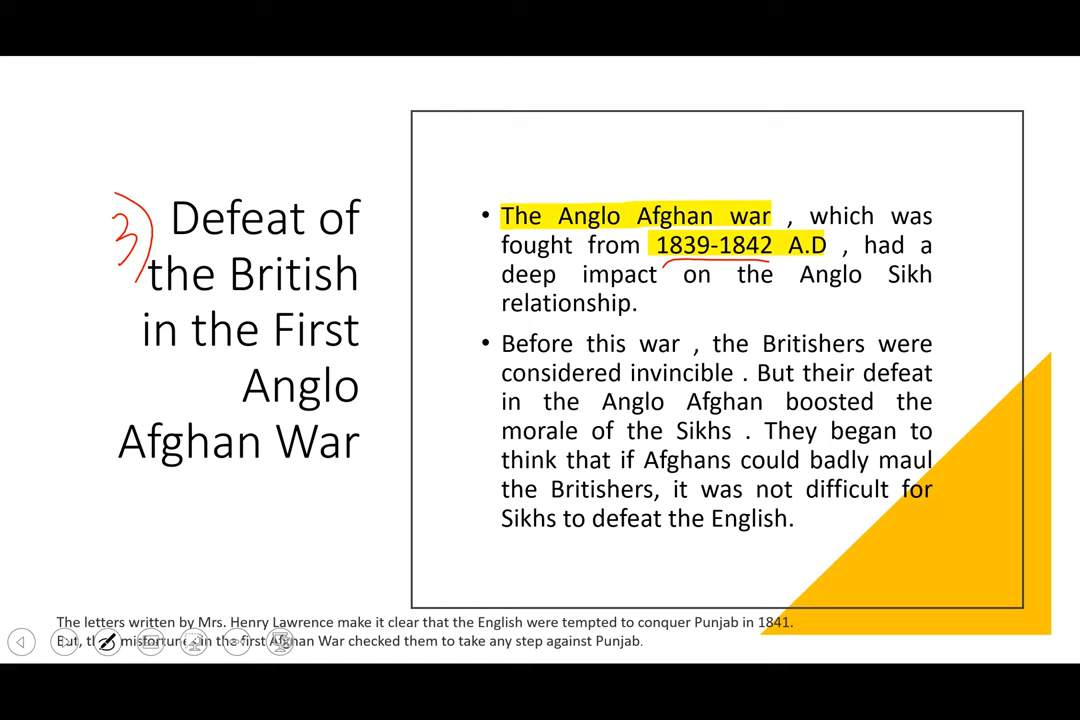 3)
Defeat of
the British
in the First
Anglo
Afghan War
• The Anglo Afghan war , which was
fought from 1839-1842 A.D , had a
deep impact on the Anglo Sikh
relationship.
• Before this war , the Britishers were
considered invincible . But their defeat
in the Anglo Afghan boosted the
morale of the Sikhs . They began to
think that if Afghans could badly maul
the Britishers, it was not difficult for
Sikhs to defeat the English.
The letters written by Mrs. Henry Lawrence make it clear that the English were tempted to conquer Punjab in 1841.
But, misfortunes in the first Afghan War checked them to take any step against Punjab.